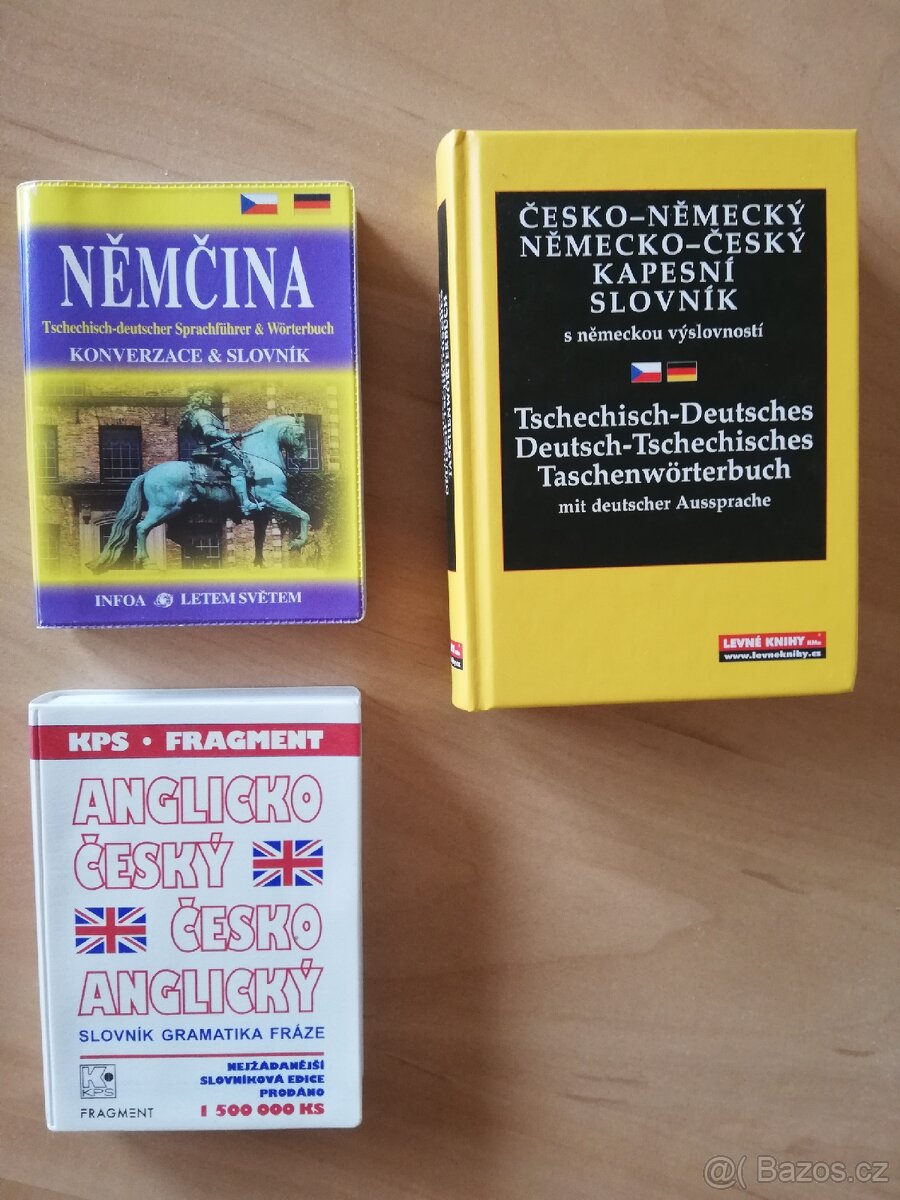 NĚMČINA
Tschechisch-deutscher Sprachführer & Wörterbuch
KONVERZACE & SLOVNÍK
INFOA LETEM SVĚTEM
ČESKO–NĚMECKÝ
NĚMECKO–ČESKÝ
KAPESNÍ
SLOVNÍK
s německou výslovností
Tschechisch-Deutsches
Deutsch-Tschechisches
Taschenwörterbuch
mit deutscher Aussprache
LEVNÉ KNIHY
www.levneknihy.cz
TASCHENWÖRTERBUCH
KPS • FRAGMENT
ANGLICKO
ČESKÝ
ČESKO
ANGLICKÝ
SLOVNÍK GRAMATIKA FRÁZE
NEJŽÁDANĚJŠÍ
SLOVNÍKOVÁ EDICE
PRODÁNO
1 500 000 KS
K
KPS
FRAGMENT
@( Bazos.cz